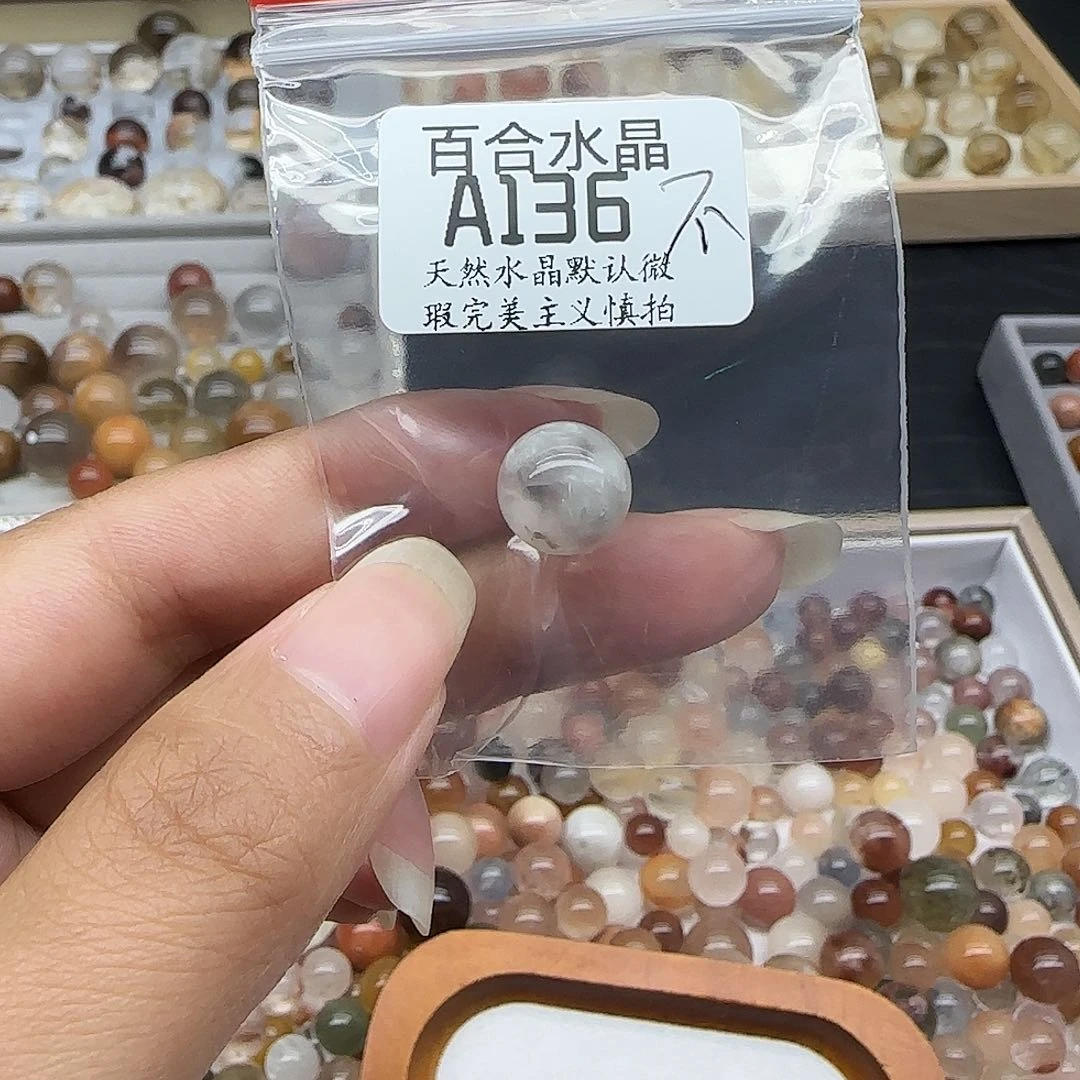 百合水晶
A136 不
天然水晶默认微
瑕完美主义慎拍